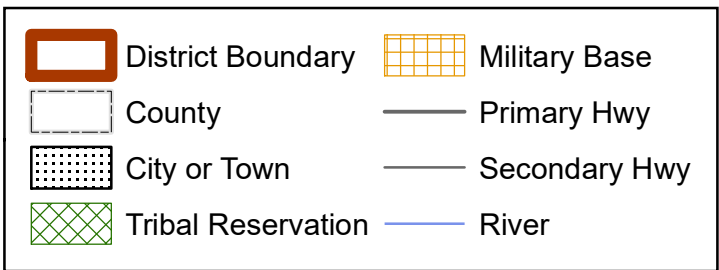 District Boundary
County
City or Town
Tribal Reservation
Military Base
Primary Hwy
Secondary Hwy
River